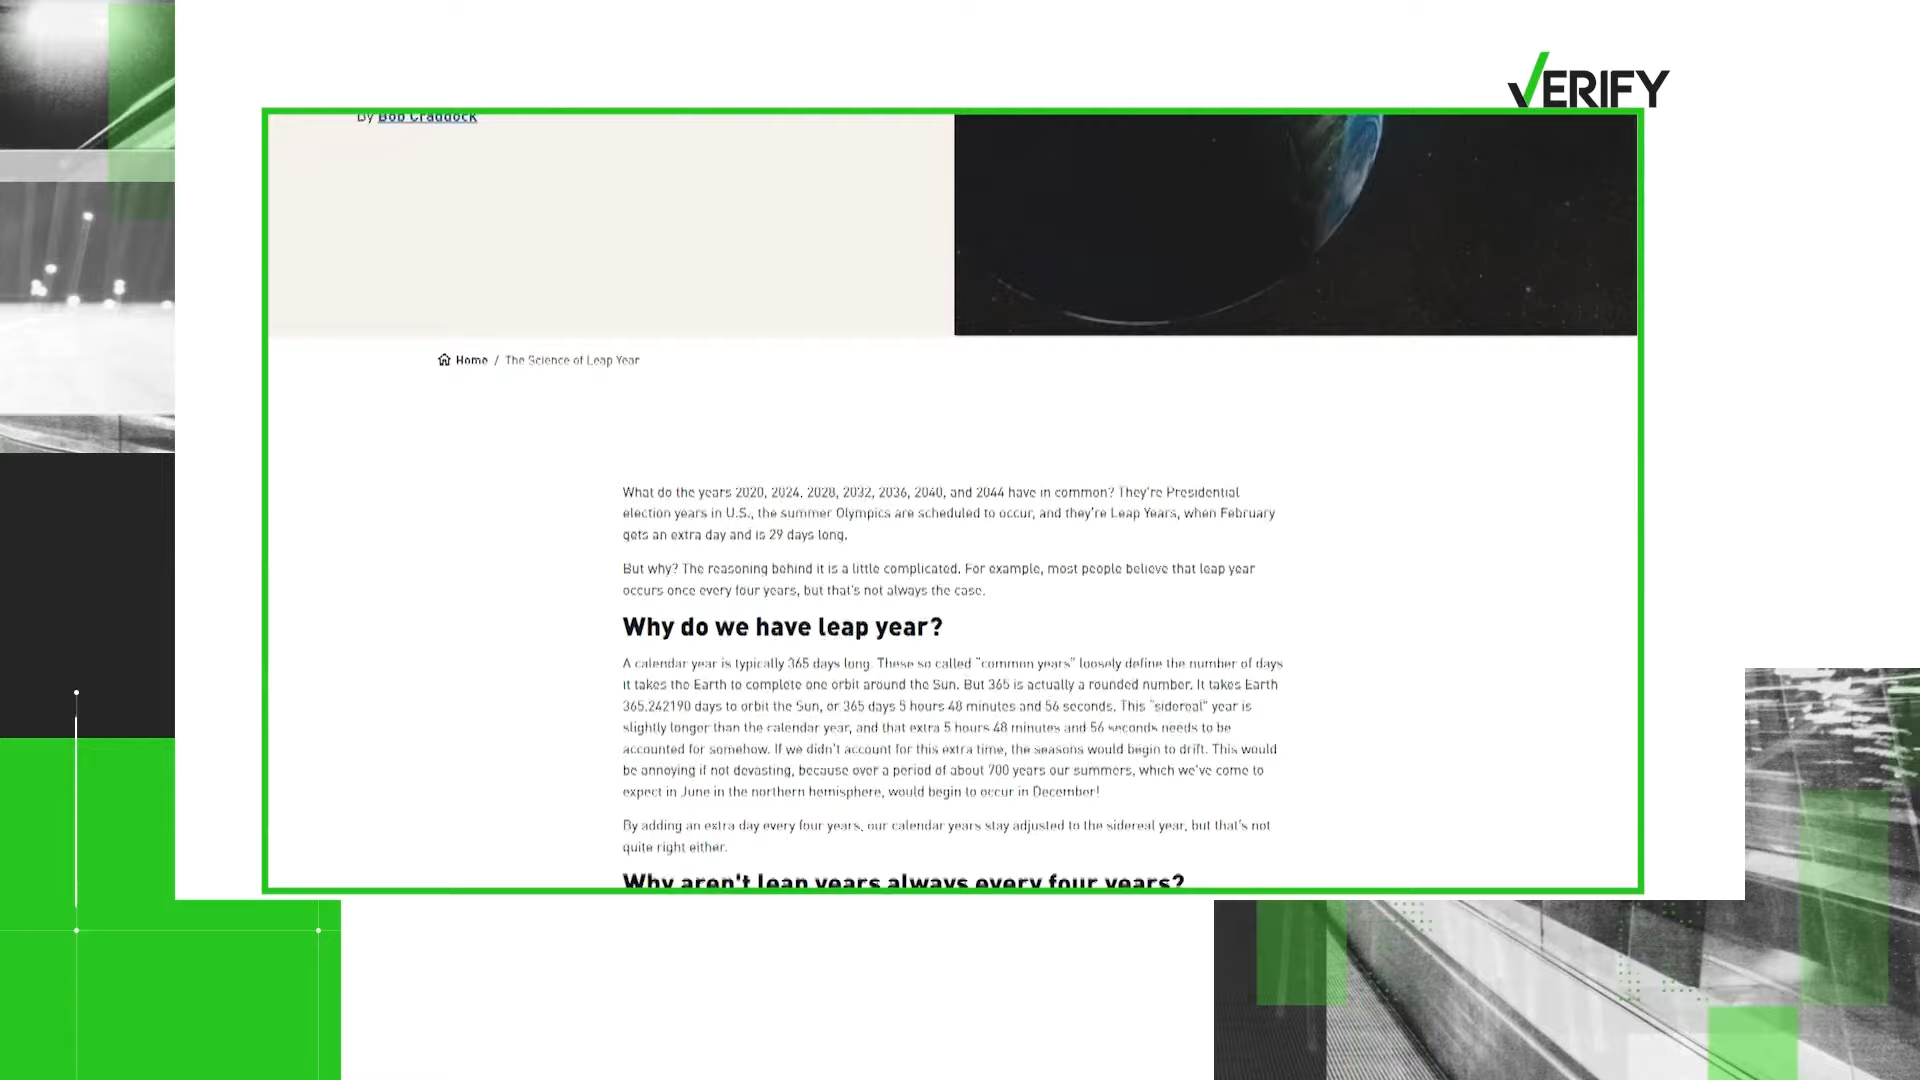 VERIFY
By Bob Craddock
Home / The Science of Leap Year
What do the years 2020, 2024, 2028, 2032, 2036, 2040, and 2044 have in common? They're Presidential
election years in U.S., the summer Olympics are scheduled to occur, and they're Leap Years, when February
gets an extra day and is 29 days long.
But why? The reasoning behind it is a little complicated. For example, most people believe that leap year
occurs once every four years, but that's not always the case.
Why do we have leap year?
A calendar year is typically 365 days long. These so called "common years" loosely define the number of days
it takes the Earth to complete one orbit around the Sun. But 365 is actually a rounded number. It takes Earth
365.242190 days to orbit the Sun, or 365 days 5 hours 48 minutes and 56 seconds. This "sidereal" year is
slightly longer than the calendar year, and that extra 5 hours 48 minutes and 56 seconds needs to be
accounted for somehow. If we didn't account for this extra time, the seasons would begin to drift. This would
be annoying if not devasting, because over a period of about 700 years our summers, which we've come to
expect in June in the northern hemisphere, would begin to occur in December!
By adding an extra day every four years, our calendar years stay adjusted to the sidereal year, but that's not
quite right either.
Why aren't leap years always every four years?